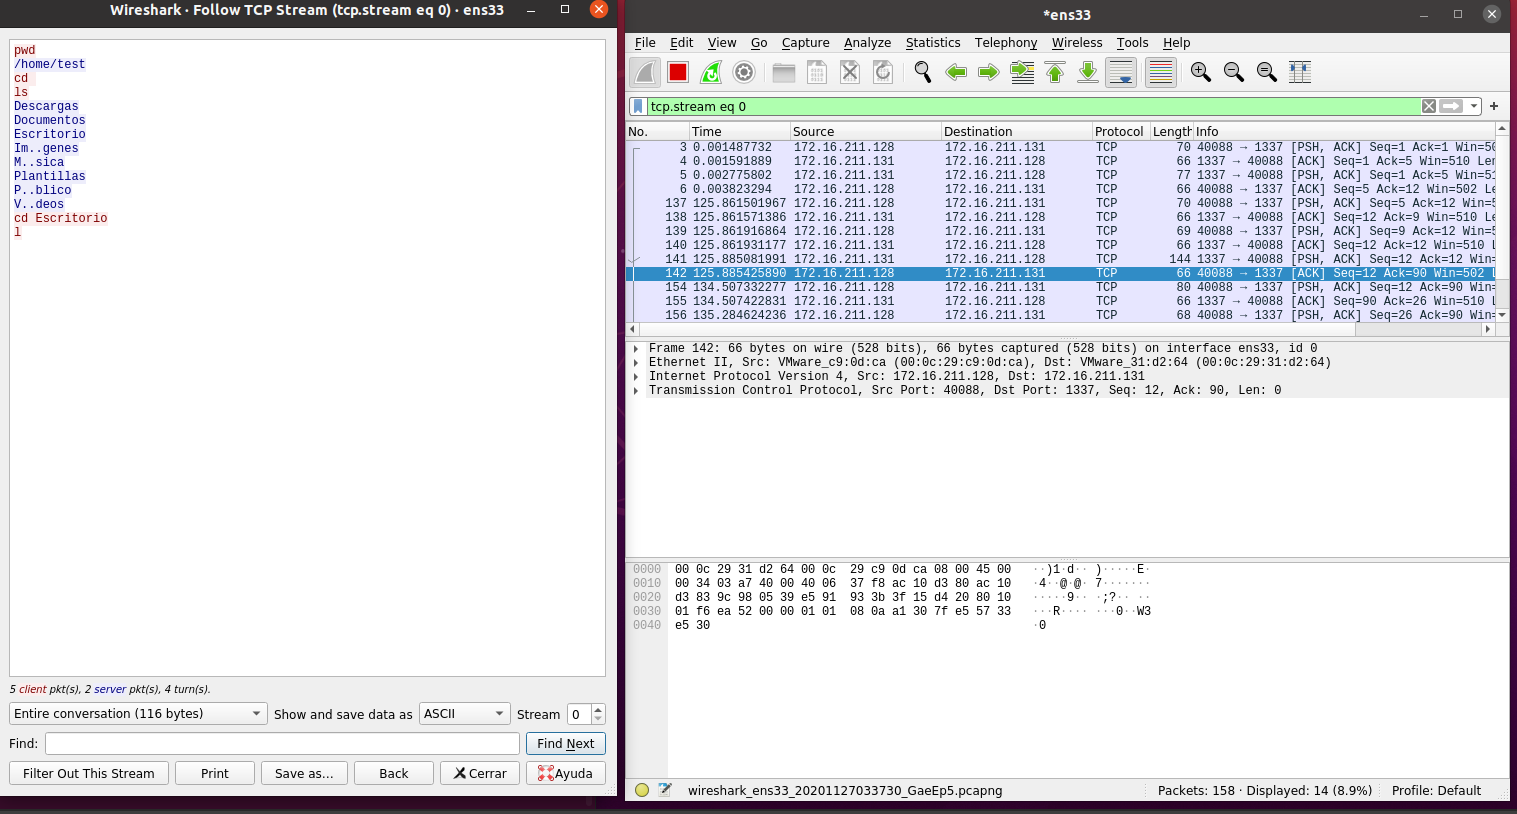 Wireshark · Follow TCP Stream (tcp.stream eq 0) · ens33
pwd
/home/test
cd
ls
Descargas
Documentos
Escritorio
Im..genes
M..sica
Plantillas
P..blico
V..deos
cd Escritorio
l
5 client pkt(s), 2 server pkt(s), 4 turn(s).
Entire conversation (116 bytes) Show and save data as ASCII Stream 0
Find: Find Next
Filter Out This Stream Print Save as... Back Cerrar Ayuda
*ens33
File Edit View Go Capture Analyze Statistics Telephony Wireless Tools Help
tcp.stream eq 0
No. Time Source Destination Protocol Length Info
3 0.001487732 172.16.211.128 172.16.211.131 TCP 70 40088 → 1337 [PSH, ACK] Seq=1 Ack=1 Win=50
4 0.001591889 172.16.211.131 172.16.211.128 TCP 66 1337 → 40088 [ACK] Seq=1 Ack=5 Win=510 Len
5 0.002775802 172.16.211.131 172.16.211.128 TCP 77 1337 → 40088 [PSH, ACK] Seq=1 Ack=5 Win=51
6 0.003823294 172.16.211.128 172.16.211.131 TCP 66 40088 → 1337 [ACK] Seq=5 Ack=12 Win=502 Le
137 125.861501967 172.16.211.128 172.16.211.131 TCP 70 40088 → 1337 [PSH, ACK] Seq=5 Ack=12 Win=5
138 125.861571386 172.16.211.131 172.16.211.128 TCP 66 1337 → 40088 [ACK] Seq=12 Ack=9 Win=510 Le
139 125.861916864 172.16.211.128 172.16.211.131 TCP 69 40088 → 1337 [PSH, ACK] Seq=9 Ack=12 Win=5
140 125.861931177 172.16.211.131 172.16.211.128 TCP 66 1337 → 40088 [ACK] Seq=12 Ack=12 Win=510 L
141 125.885081991 172.16.211.131 172.16.211.128 TCP 144 1337 → 40088 [PSH, ACK] Seq=12 Ack=12 Win=
142 125.885425890 172.16.211.128 172.16.211.131 TCP 66 40088 → 1337 [ACK] Seq=12 Ack=90 Win=502 L
154 134.507332277 172.16.211.128 172.16.211.131 TCP 80 40088 → 1337 [PSH, ACK] Seq=12 Ack=90 Win=
155 134.507422831 172.16.211.131 172.16.211.128 TCP 66 1337 → 40088 [ACK] Seq=90 Ack=26 Win=510 L
156 135.284624236 172.16.211.128 172.16.211.131 TCP 68 40088 → 1337 [PSH, ACK] Seq=26 Ack=90 Win=
Frame 142: 66 bytes on wire (528 bits), 66 bytes captured (528 bits) on interface ens33, id 0
Ethernet II, Src: VMware_c9:0d:ca (00:0c:29:c9:0d:ca), Dst: VMware_31:d2:64 (00:0c:29:31:d2:64)
Internet Protocol Version 4, Src: 172.16.211.128, Dst: 172.16.211.131
Transmission Control Protocol, Src Port: 40088, Dst Port: 1337, Seq: 12, Ack: 90, Len: 0
0000 00 0c 29 31 d2 64 00 0c 29 c9 0d ca 08 00 45 00 ··)1·d·· )·····E·
0010 00 34 03 a7 40 00 40 06 37 f8 ac 10 d3 80 ac 10 ·4··@·@· 7·······
0020 d3 83 9c 98 05 39 e5 91 93 3b 3f 15 d4 20 80 10 ·····9·· ·;?·· ··
0030 01 f6 ea 52 00 00 01 01 08 0a a1 30 7f e5 57 33 ···R···· ···0··W3
0040 e5 30 ·0
wireshark_ens33_20201127033730_GaeEp5.pcapng Packets: 158 · Displayed: 14 (8.9%) Profile: Default